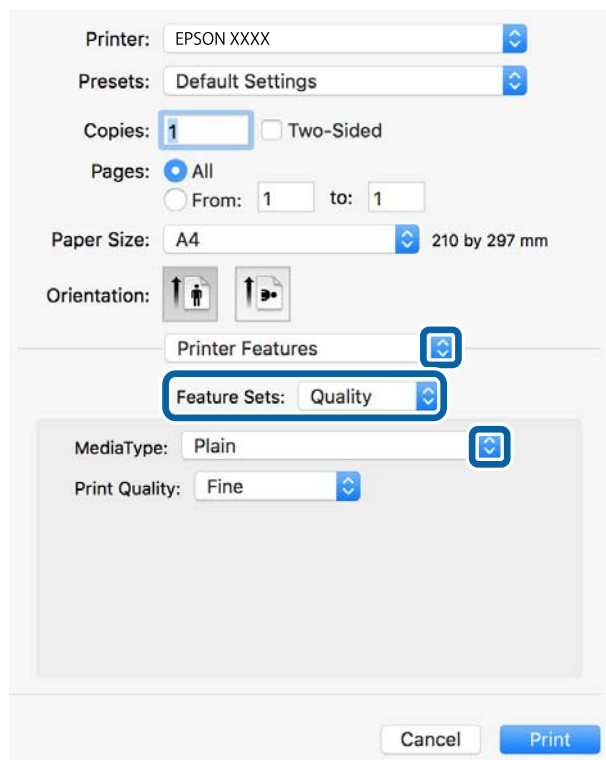 Printer: EPSON XXXX
Presets: Default Settings
Copies: 1 Two-Sided
Pages: All
From: 1 to: 1
Paper Size: A4 210 by 297 mm
Orientation:
Printer Features
Feature Sets: Quality
MediaType: Plain
Print Quality: Fine
Cancel Print